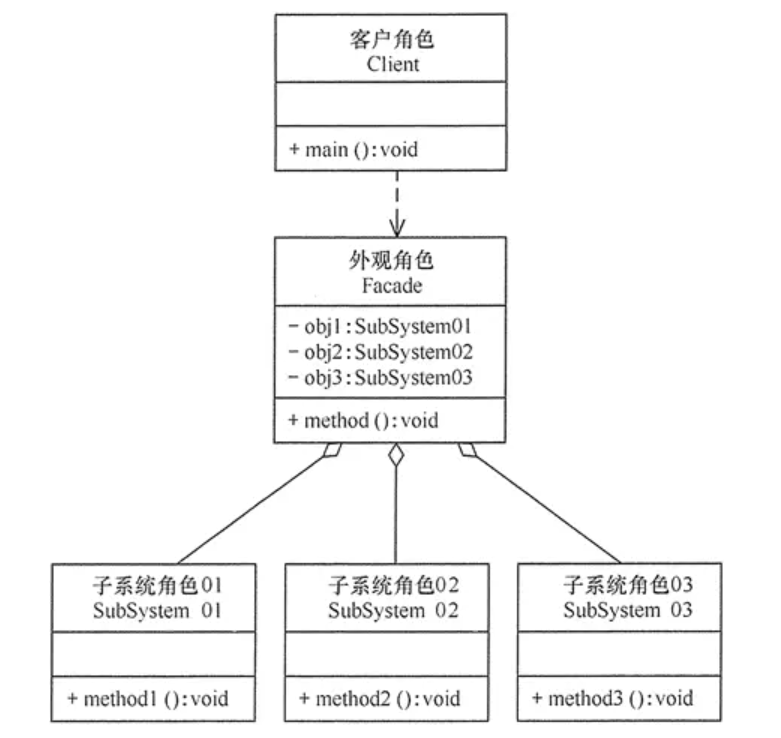 客户角色
Client
+ main ():void
外观角色
Facade
- obj1:SubSystem01
- obj2:SubSystem02
- obj3:SubSystem03
+ method ():void
子系统角色01
SubSystem 01
+ method1 ():void
子系统角色02
SubSystem 02
+ method2 ():void
子系统角色03
SubSystem 03
+ method3 ():void